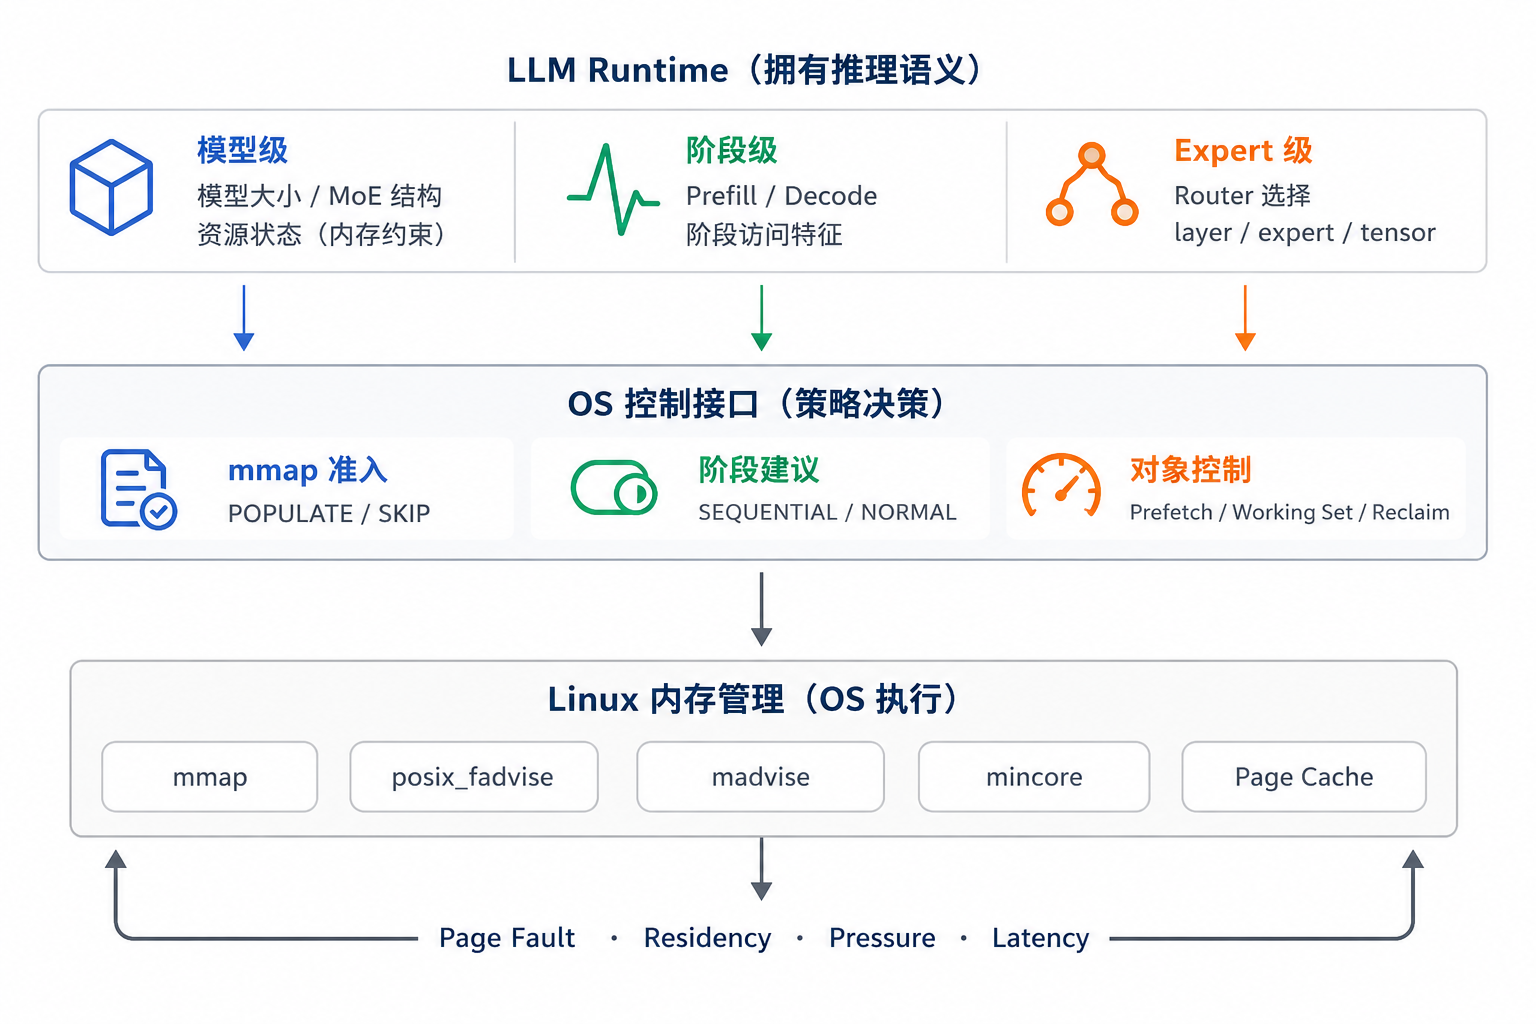 LLM Runtime（拥有推理语义）
模型级
模型大小 / MoE 结构
资源状态（内存约束）
阶段级
Prefill / Decode
阶段访问特征
Expert 级
Router 选择
layer / expert / tensor
OS 控制接口（策略决策）
mmap 准入
POPULATE / SKIP
阶段建议
SEQUENTIAL / NORMAL
对象控制
Prefetch / Working Set / Reclaim
Linux 内存管理（OS 执行）
mmap
posix_fadvise
madvise
mincore
Page Cache
Page Fault · Residency · Pressure · Latency